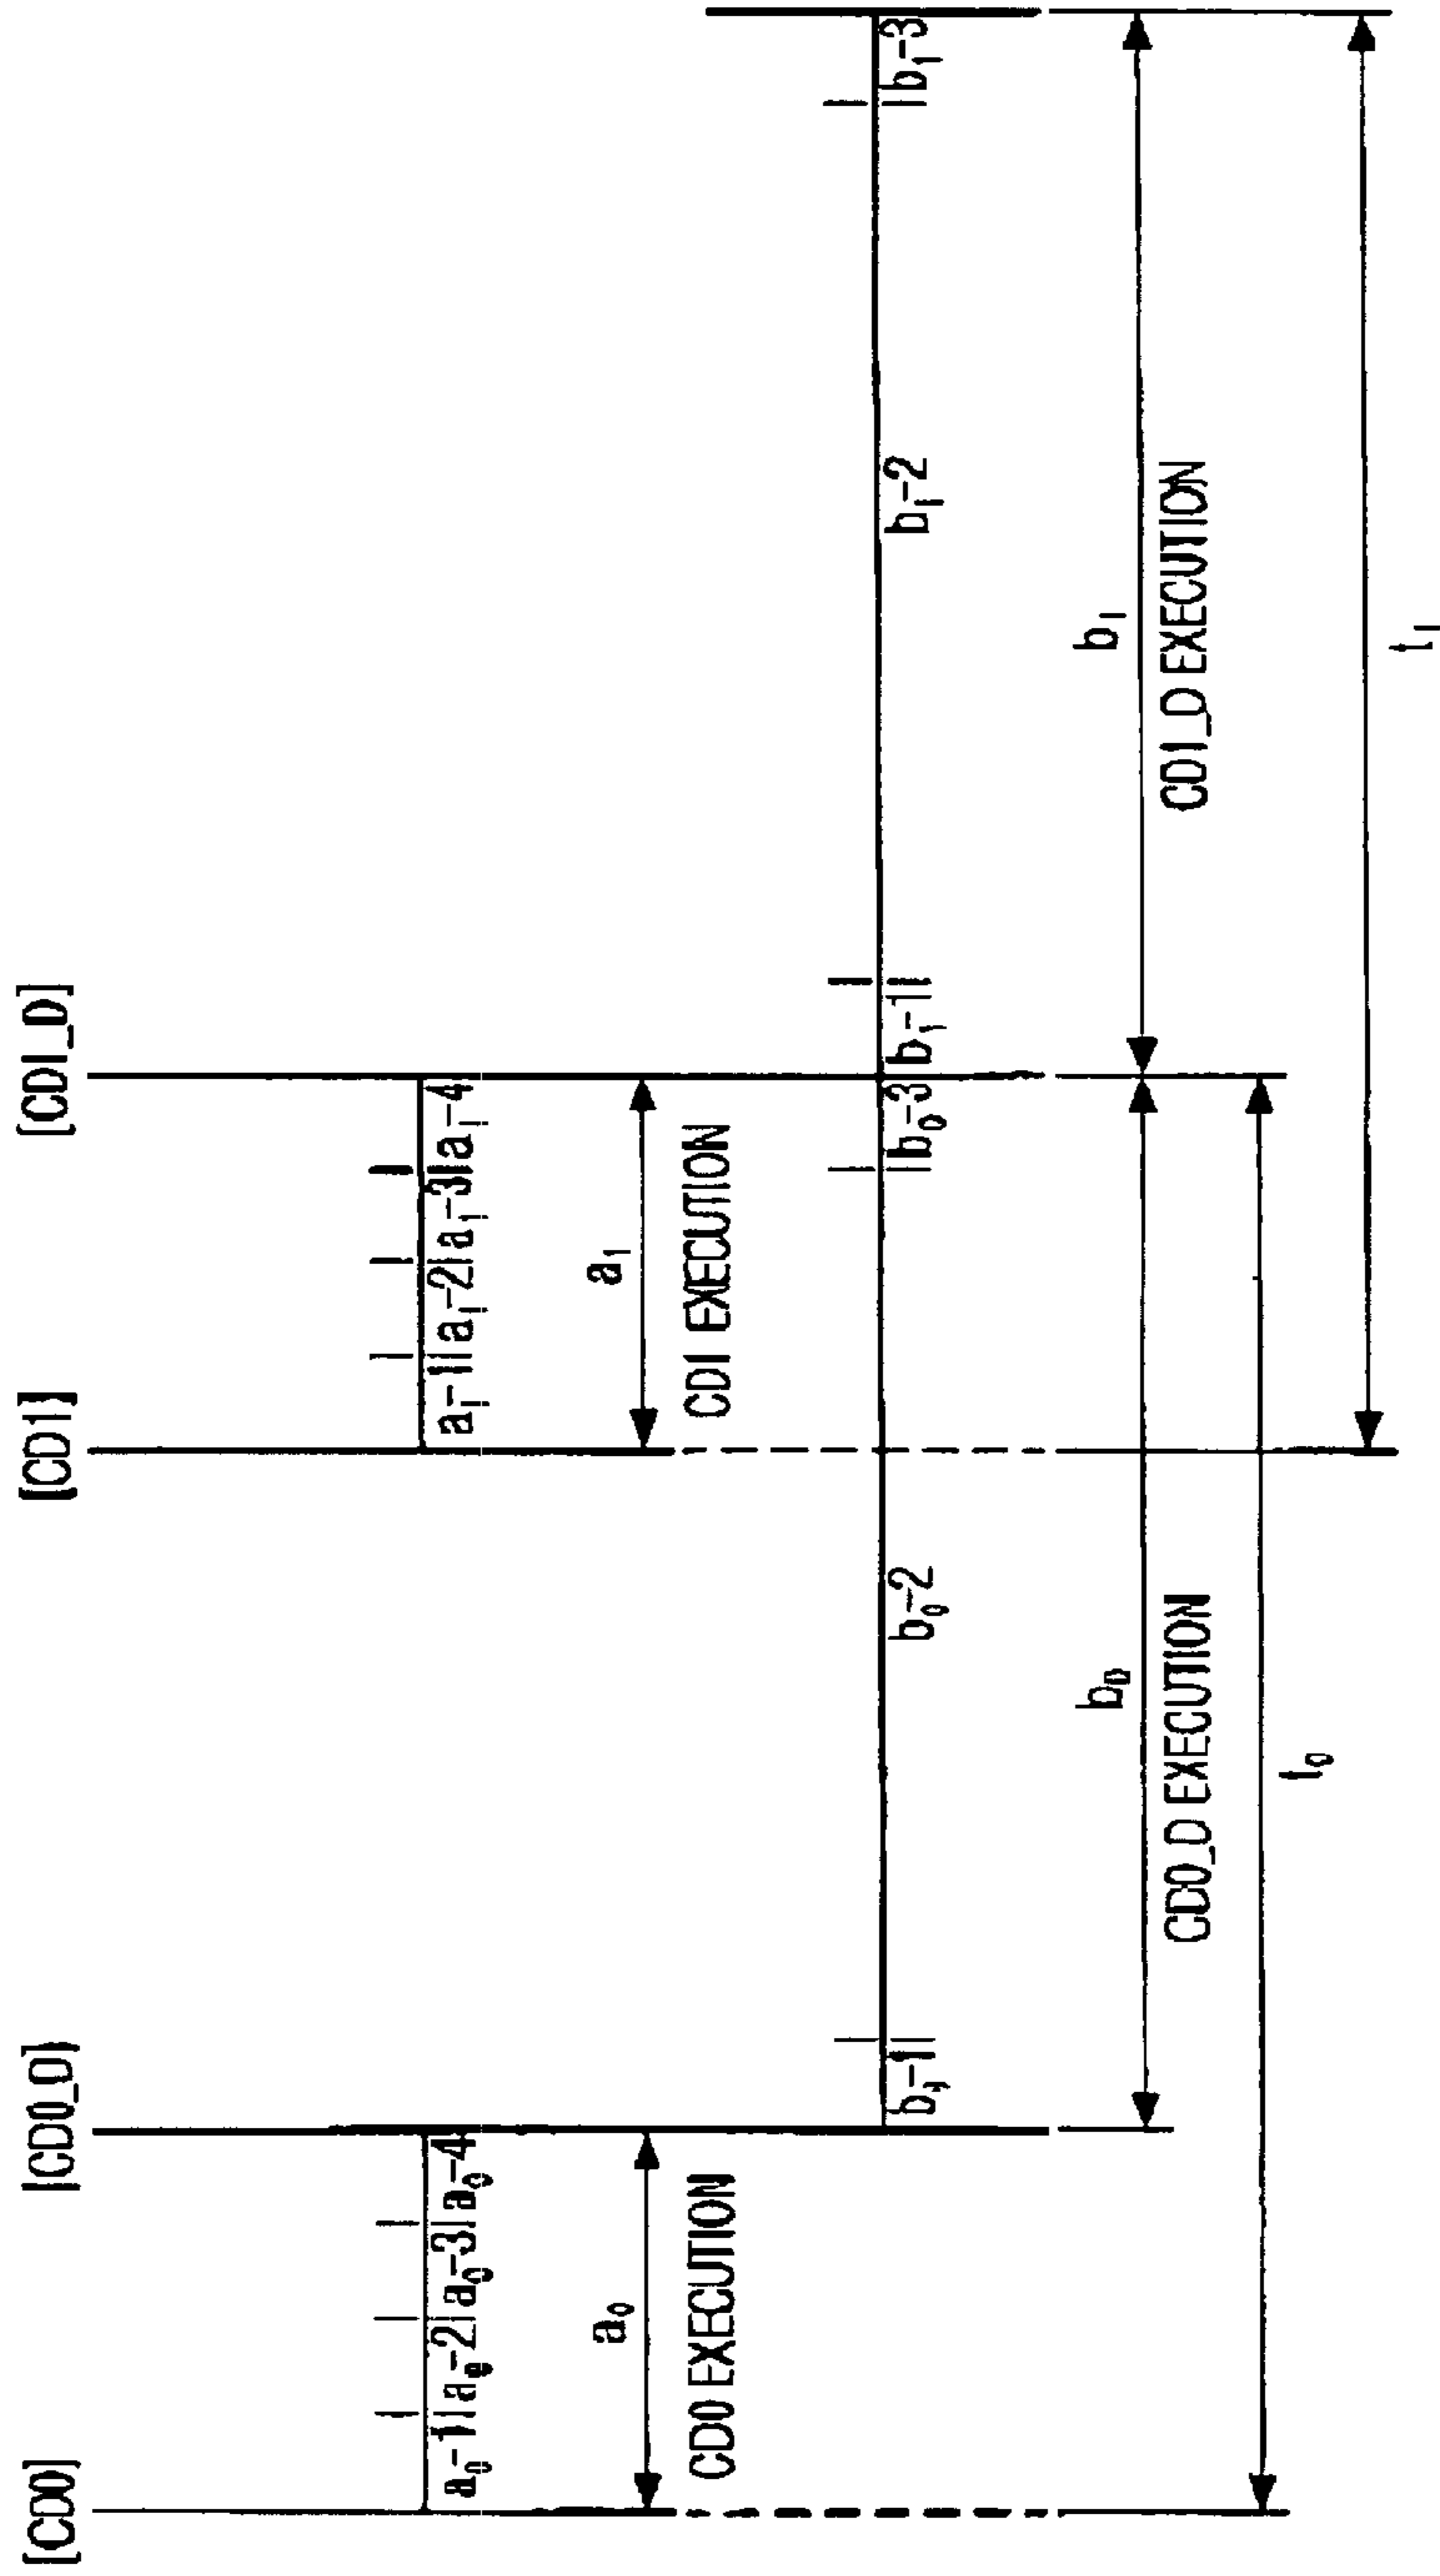 [CD0] [CD0_D] [CD1] [CD1_D]
a₀-1 a₀-2 a₀-3 a₀-4 a₁-1 a₁-2 a₁-3 a₁-4
a₀ a₁
CD0 EXECUTION CD1 EXECUTION
b₀-1 b₀-2 b₀-3 b₁-1 b₁-2 b₁-3
b₀ b₁
CD0_D EXECUTION CD1_D EXECUTION
t₀
t₁